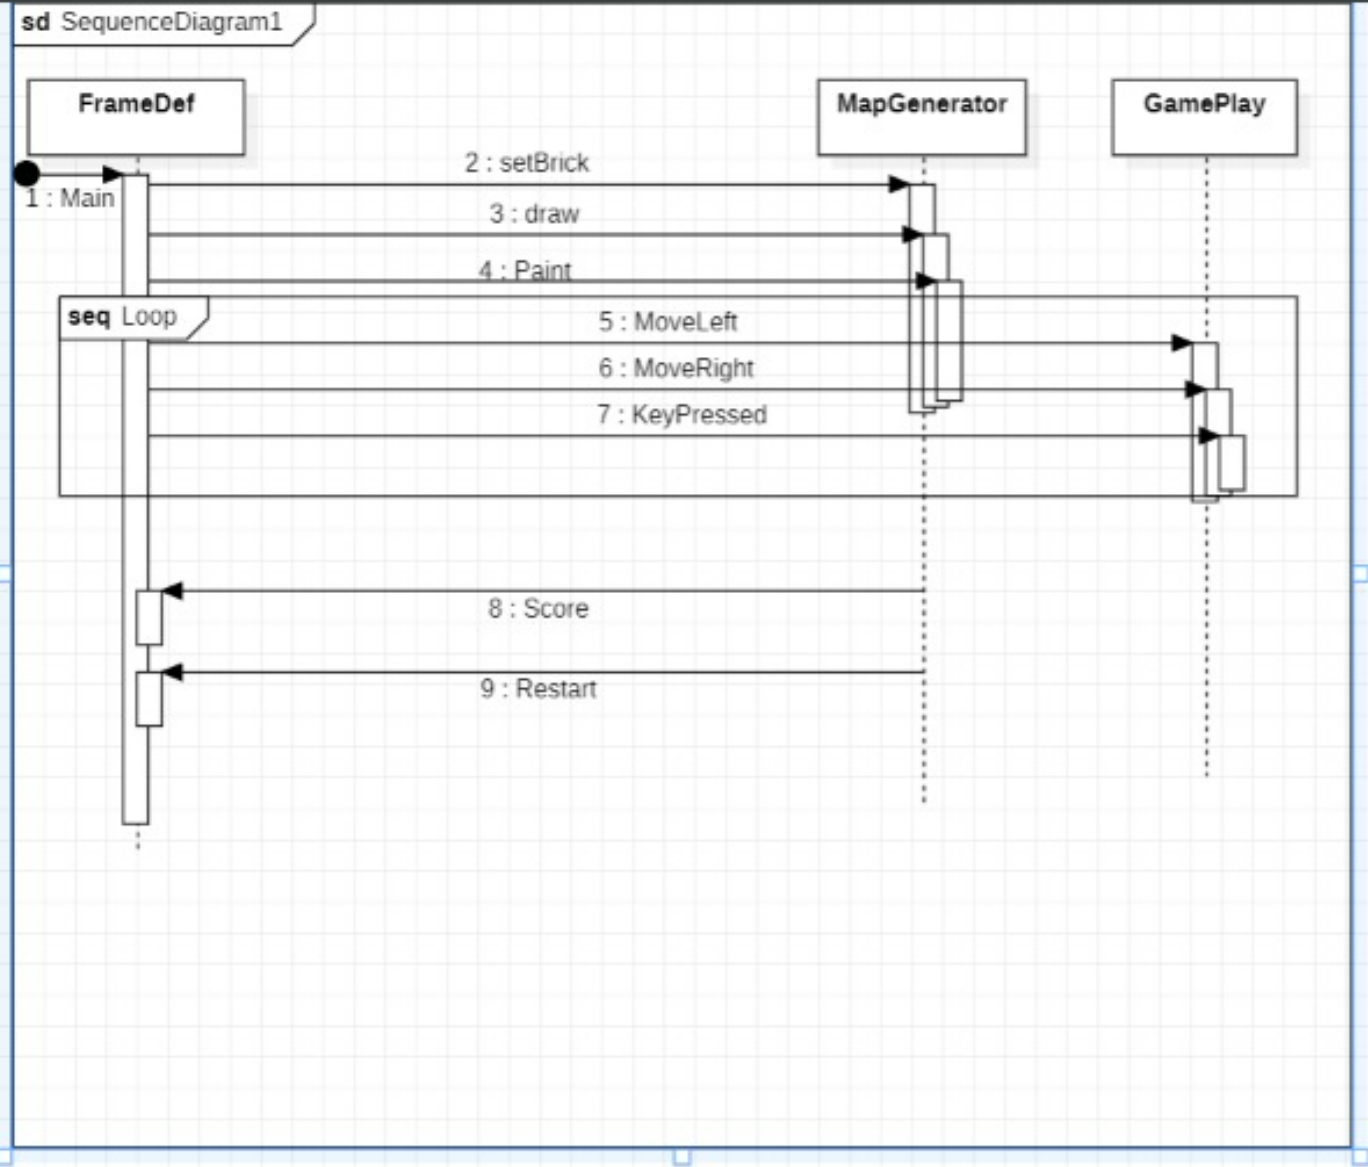 sd SequenceDiagram1
FrameDef
MapGenerator
GamePlay
1 : Main
2 : setBrick
3 : draw
4 : Paint
seq Loop
5 : MoveLeft
6 : MoveRight
7 : KeyPressed
8 : Score
9 : Restart